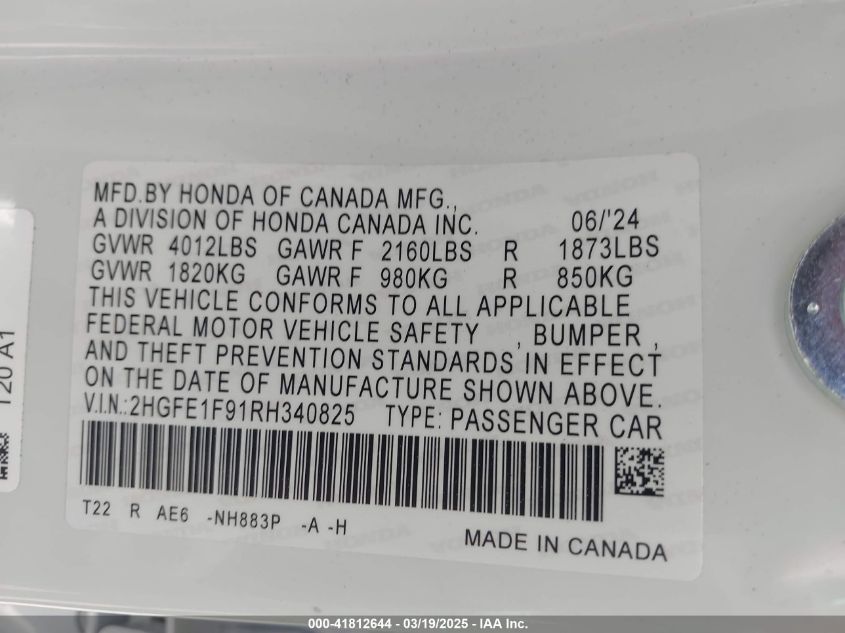 MFD.BY HONDA OF CANADA MFG.,
A DIVISION OF HONDA CANADA INC. 06/'24
GVWR 4012LBS GAWR F 2160LBS R 1873LBS
GVWR 1820KG GAWR F 980KG R 850KG
THIS VEHICLE CONFORMS TO ALL APPLICABLE
FEDERAL MOTOR VEHICLE SAFETY , BUMPER ,
AND THEFT PREVENTION STANDARDS IN EFFECT
ON THE DATE OF MANUFACTURE SHOWN ABOVE.
V.I.N.:2HGFE1F91RH340825 TYPE: PASSENGER CAR
T22 R AE6 -NH883P -A -H
MADE IN CANADA
T20 A1
000-41812644 - 03/19/2025 - IAA Inc.